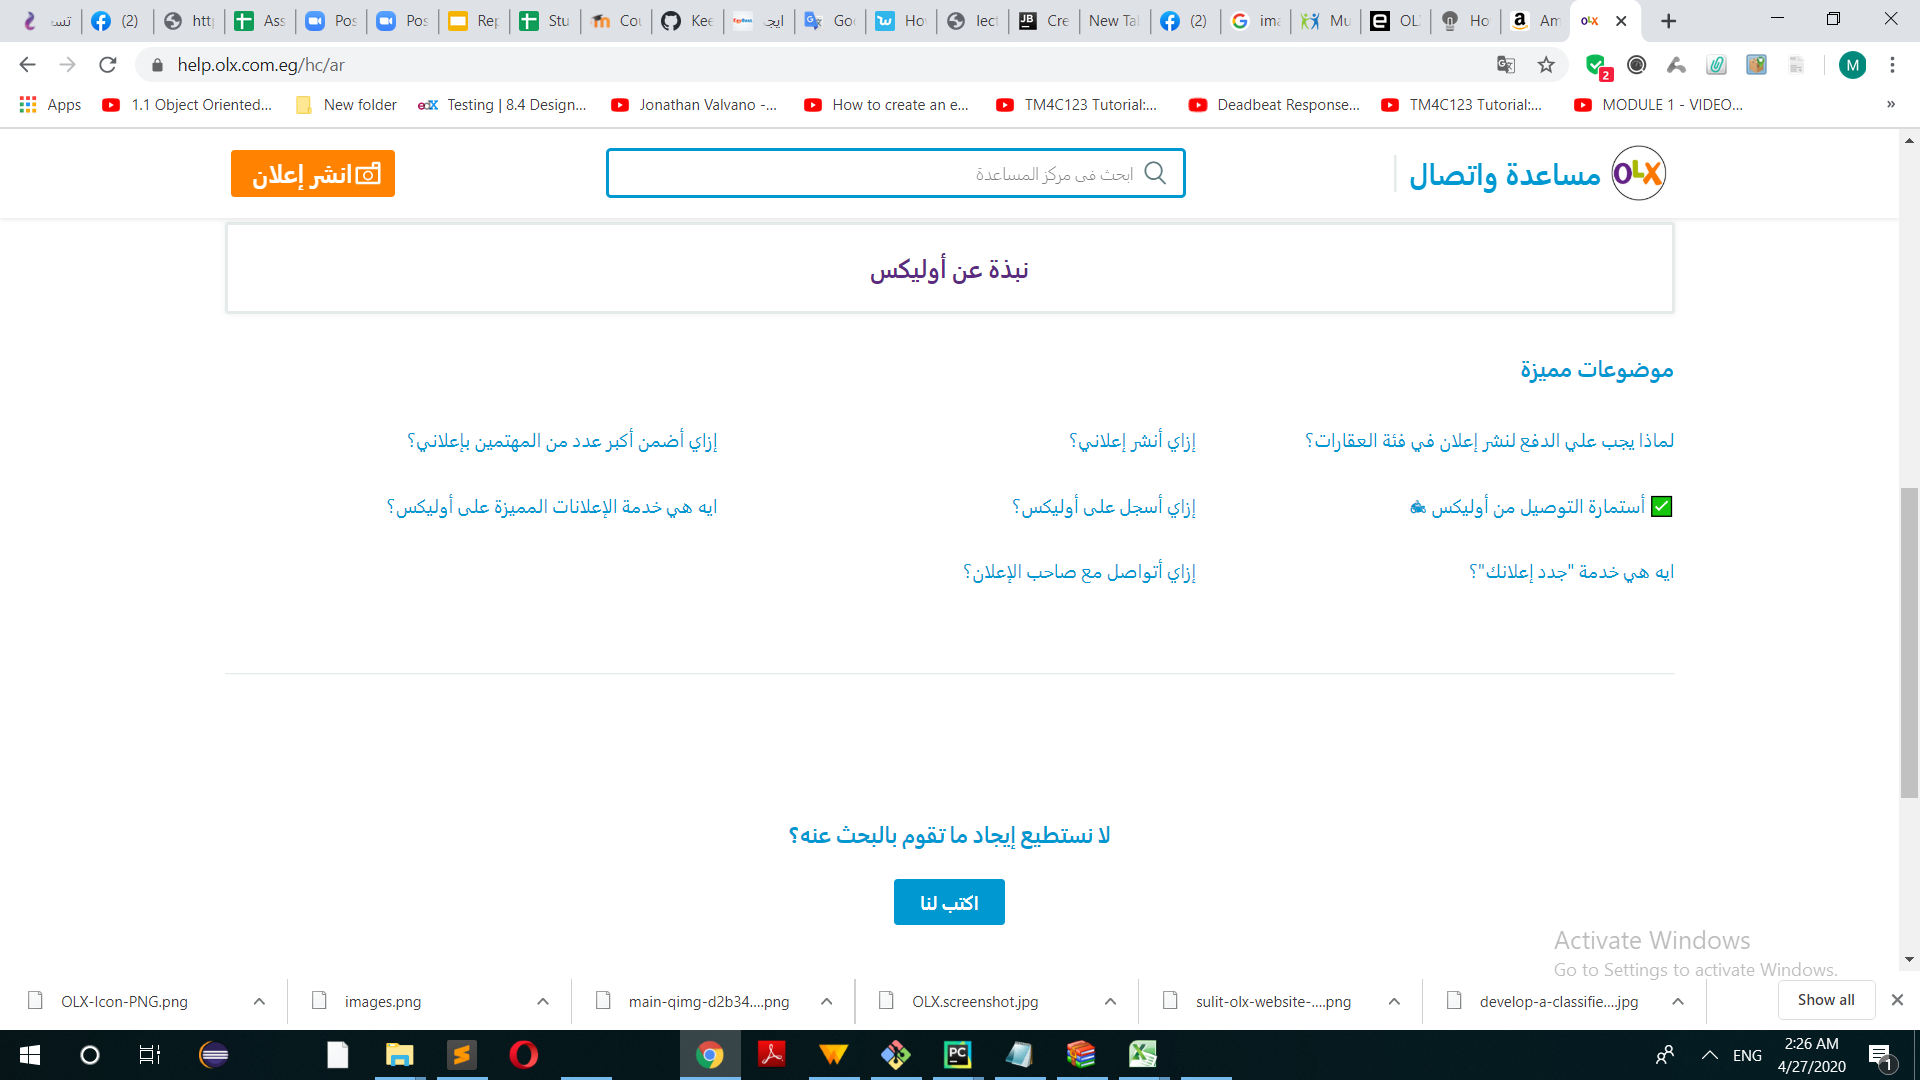 تسج
(2)
http
Ass
Pos
Pos
Rep
Stu
Cou
Kee
ايجـ
Goo
Ho
lect
Cre
New Tab
(2)
ima
Mu
OL
Ho
Am
help.olx.com.eg/hc/ar
2
M
Apps
1.1 Object Oriented...
New folder
edX
Testing | 8.4 Design...
Jonathan Valvano -...
How to create an e...
TM4C123 Tutorial:...
Deadbeat Response...
TM4C123 Tutorial:...
MODULE 1 - VIDEO...
»
OLX
مساعدة واتصال
ابحث فى مركز المساعدة
انشر إعلان
نبذة عن أوليكس
موضوعات مميزة
لماذا يجب علي الدفع لنشر إعلان في فئة العقارات؟
إزاي أنشر إعلاني؟
إزاي أضمن أكبر عدد من المهتمين بإعلاني؟
✅ أستمارة التوصيل من أوليكس 🏍
إزاي أسجل على أوليكس؟
ايه هي خدمة الإعلانات المميزة على أوليكس؟
ايه هي خدمة "جدد إعلانك"؟
إزاي أتواصل مع صاحب الإعلان؟
لا نستطيع إيجاد ما تقوم بالبحث عنه؟
اكتب لنا
Activate Windows
Go to Settings to activate Windows.
OLX-Icon-PNG.png
images.png
main-qimg-d2b34....png
OLX.screenshot.jpg
sulit-olx-website-....png
develop-a-classifie....jpg
Show all
ENG
2:26 AM
4/27/2020
1